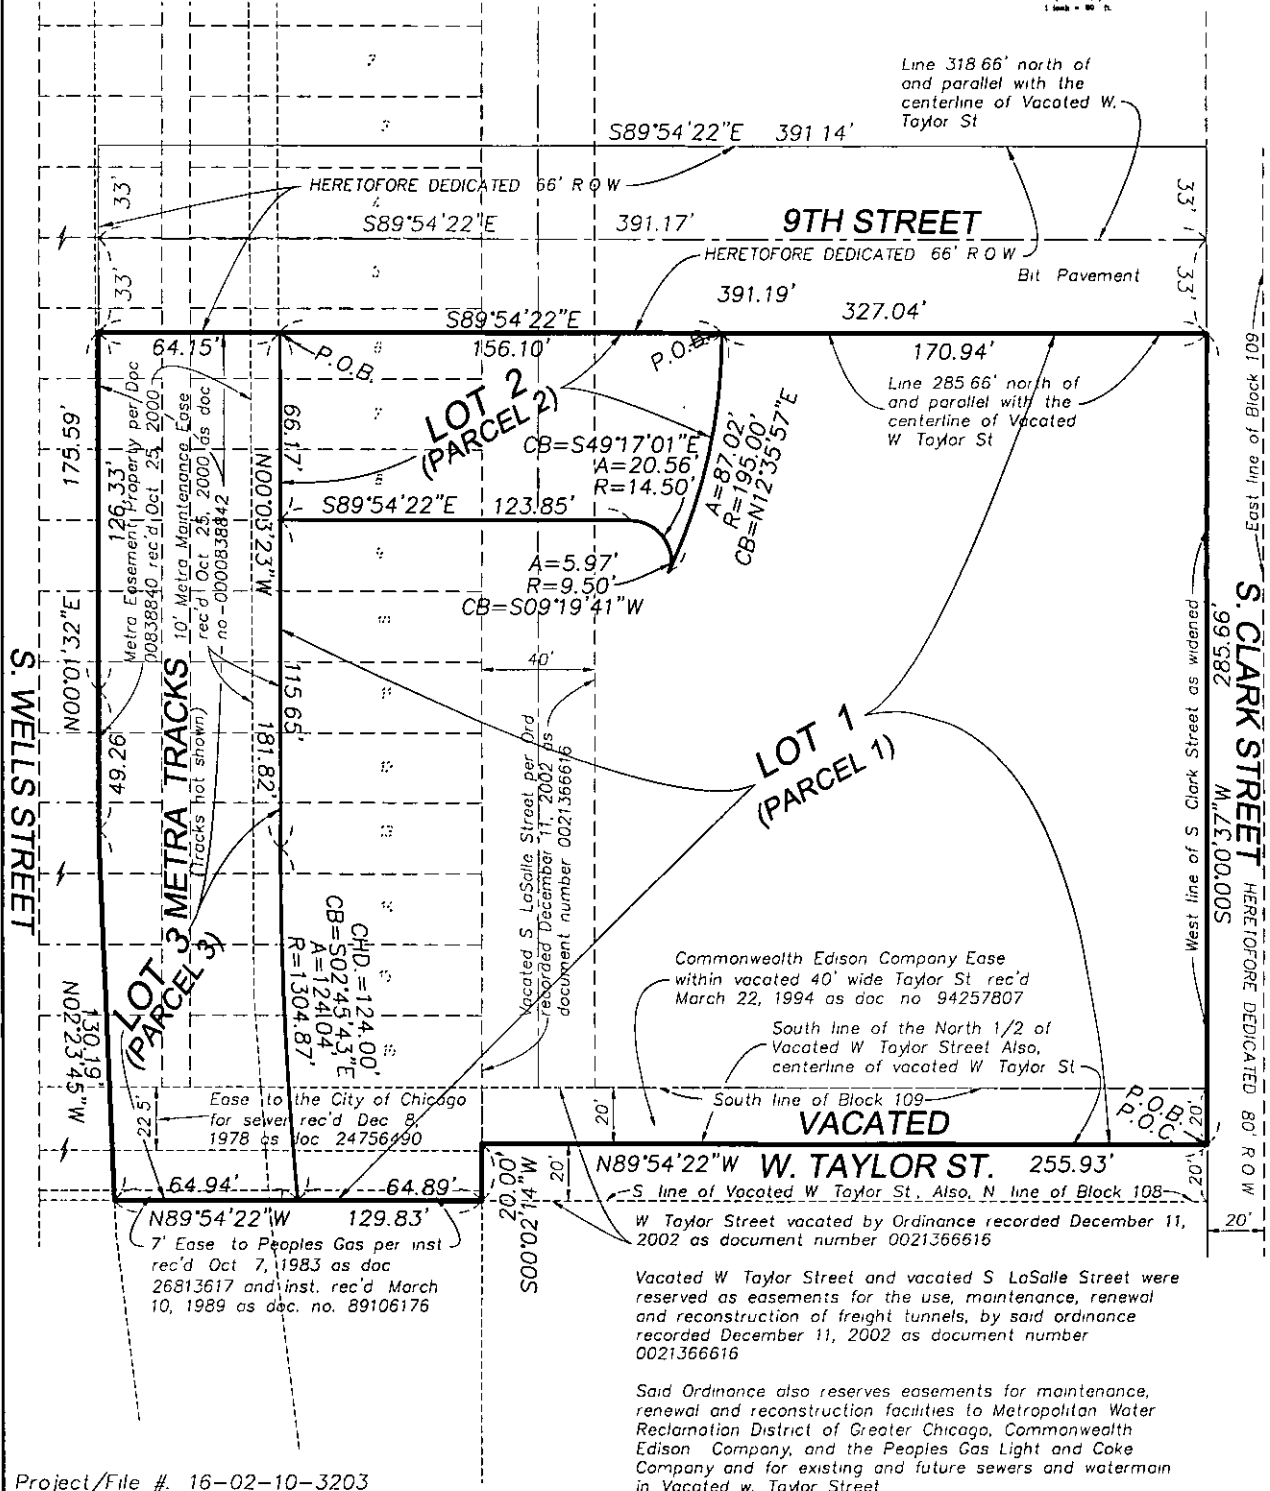 1 inch = 80 ft.
Line 318 66' north of
and parallel with the
centerline of Vacated W.
Taylor St
S89°54'22"E 391 14'
33'
HERETOFORE DEDICATED 66' R O W
33'
S89°54'22"E 391.17' 9TH STREET
HERETOFORE DEDICATED 66' R O W
33'
Bit Pavement
33'
391.19'
327.04'
S89°54'22"E
64.15'
P.O.B.
156.10'
P.O.B.
170.94'
Line 285 66' north of
and parallel with the
centerline of Vacated
W Taylor St
LOT 2
(PARCEL 2)
CB=S49°17'01"E
A=20.56'
R=14.50'
A=87.02'
R=195.00'
CB=N12°35'57"E
S89°54'22"E 123.85'
A=5.97'
R=9.50'
CB=S09°19'41"W
66.17'
N00°03'23"W
115.65'
181.82'
175.59'
126.33'
N00°01'32"E
49.26'
Metra Easement Property per Doc
00838840 rec'd Oct 25, 2000
10' Metra Maintenance Ease
rec'd Oct 25, 2000 as doc
no-0000838842
METRA TRACKS
(Tracks not shown)
S. WELLS STREET
LOT 3
(PARCEL 3)
N02°23'45"W
130.19'
CHD.=124.00'
CB=S02°45'43"E
A=124.04'
R=1304.87'
7
8
9
10
11
12
13
14
15
16
40'
Vacated S LaSalle Street per Ord
recorded December 11, 2002 as
document number 0021366616
LOT 1
(PARCEL 1)
West line of S Clark Street as widened
285.66'
S00°00'37"W
S. CLARK STREET
HERETOFORE DEDICATED 80' R O W
East line of Block 109
Commonwealth Edison Company Ease
within vacated 40' wide Taylor St rec'd
March 22, 1994 as doc no 94257807
South line of the North 1/2 of
Vacated W Taylor Street Also,
centerline of vacated W Taylor St
South line of Block 109
P.O.B.
P.O.C.
20'
20'
20'
20'
20'
22 5'
Ease to the City of Chicago
for sewer rec'd Dec 8,
1978 as doc 24756490
VACATED
W. TAYLOR ST.
N89°54'22"W 255.93'
S line of Vacated W Taylor St, Also, N line of Block 108
64.94' 64.89'
N89°54'22"W 129.83'
20.00'
S00°02'14"W
7' Ease to Peoples Gas per inst
rec'd Oct 7, 1983 as doc
26813617 and inst. rec'd March
10, 1989 as doc. no. 89106176
W Taylor Street vacated by Ordinance recorded December 11,
2002 as document number 0021366616
Vacated W Taylor Street and vacated S LaSalle Street were
reserved as easements for the use, maintenance, renewal
and reconstruction of freight tunnels, by said ordinance
recorded December 11, 2002 as document number
0021366616
Said Ordinance also reserves easements for maintenance,
renewal and reconstruction facilities to Metropolitan Water
Reclamation District of Greater Chicago, Commonwealth
Edison Company, and the Peoples Gas Light and Coke
Company and for existing and future sewers and watermain
in Vacated w. Taylor Street
Project/File #. 16-02-10-3203